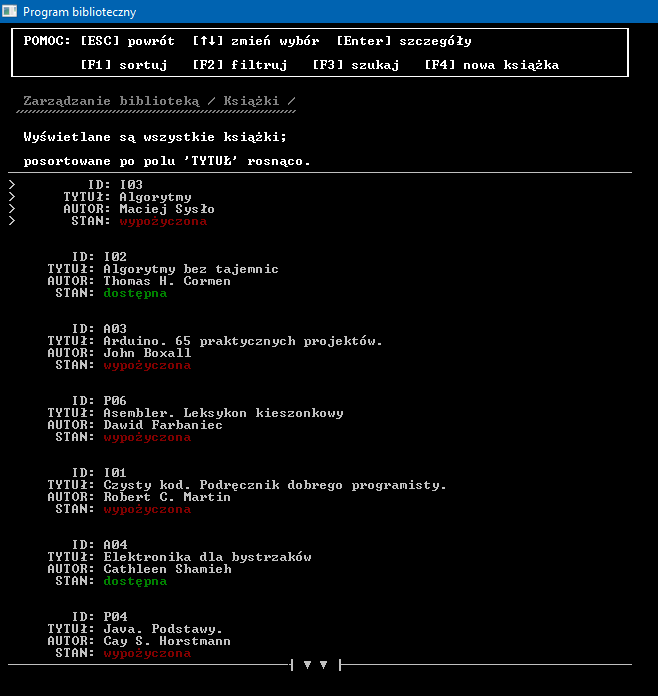 Program biblioteczny
POMOC: [ESC] powrót [↑↓] zmień wybór [Enter] szczegóły
[F1] sortuj [F2] filtruj [F3] szukaj [F4] nowa książka
Zarządzanie biblioteką / Książki /
Wyświetlane są wszystkie książki;
posortowane po polu 'TYTUŁ' rosnąco.
> ID: I03
> TYTUŁ: Algorytmy
> AUTOR: Maciej Sysło
> STAN: wypożyczona
ID: I02
TYTUŁ: Algorytmy bez tajemnic
AUTOR: Thomas H. Cormen
STAN: dostępna
ID: A03
TYTUŁ: Arduino. 65 praktycznych projektów.
AUTOR: John Boxall
STAN: wypożyczona
ID: P06
TYTUŁ: Asembler. Leksykon kieszonkowy
AUTOR: Dawid Farbaniec
STAN: wypożyczona
ID: I01
TYTUŁ: Czysty kod. Podręcznik dobrego programisty.
AUTOR: Robert C. Martin
STAN: wypożyczona
ID: A04
TYTUŁ: Elektronika dla bystrzaków
AUTOR: Cathleen Shamieh
STAN: dostępna
ID: P04
TYTUŁ: Java. Podstawy.
AUTOR: Cay S. Horstmann
STAN: wypożyczona